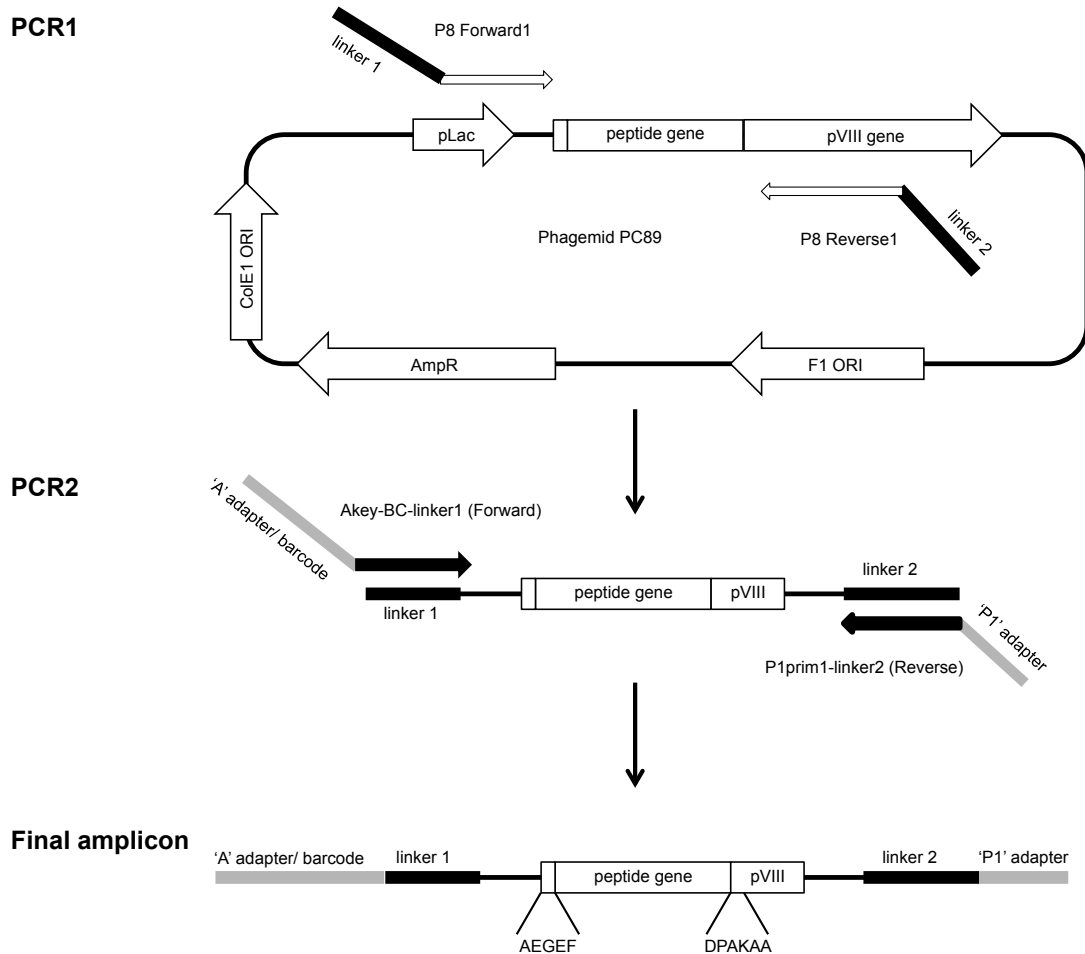 PCR1
P8 Forward1
linker 1
pLac
peptide gene
pVIII gene
ColE1 ORI
Phagemid PC89
P8 Reverse1
linker 2
AmpR
F1 ORI
PCR2
'A' adapter/ barcode
Akey-BC-linker1 (Forward)
linker 1
peptide gene
pVIII
linker 2
'P1' adapter
P1prim1-linker2 (Reverse)
Final amplicon
'A' adapter/ barcode
linker 1
peptide gene
pVIII
linker 2
'P1' adapter
AEGEF
DPAKAA